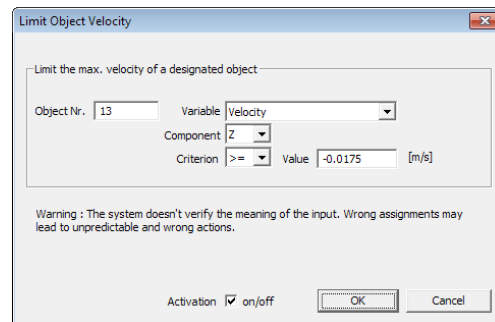 Limit Object Velocity
Limit the max. velocity of a designated object
Object Nr. 13 Variable Velocity
Component Z
Criterion >= Value -0.0175 [m/s]
Warning : The system doesn't verify the meaning of the input. Wrong assignments may
lead to unpredictable and wrong actions.
Activation on/off OK Cancel